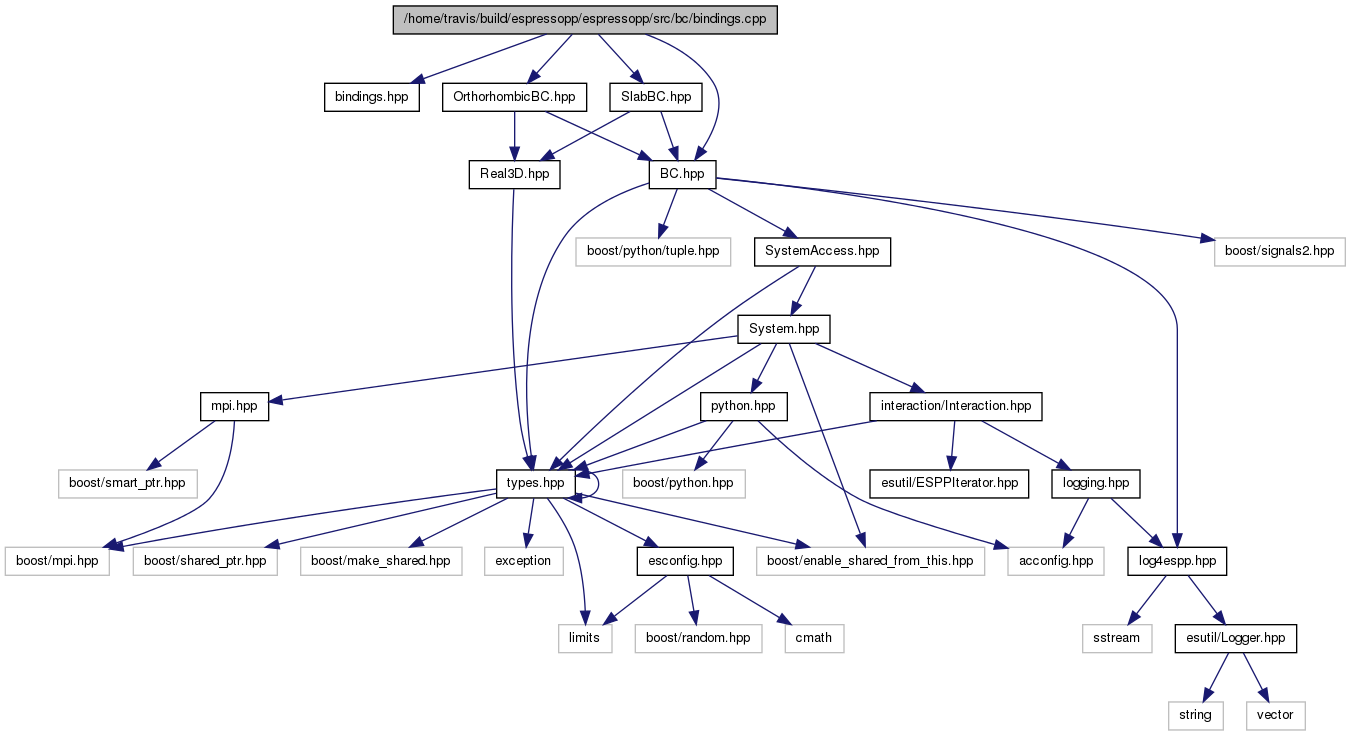 /home/travis/build/espressopp/espressopp/src/bc/bindings.cpp
bindings.hpp
OrthorhombicBC.hpp
SlabBC.hpp
Real3D.hpp
BC.hpp
boost/python/tuple.hpp
SystemAccess.hpp
boost/signals2.hpp
System.hpp
mpi.hpp
python.hpp
interaction/Interaction.hpp
boost/smart_ptr.hpp
types.hpp
boost/python.hpp
esutil/ESPPIterator.hpp
logging.hpp
boost/mpi.hpp
boost/shared_ptr.hpp
boost/make_shared.hpp
exception
esconfig.hpp
boost/enable_shared_from_this.hpp
acconfig.hpp
log4espp.hpp
limits
boost/random.hpp
cmath
sstream
esutil/Logger.hpp
string
vector